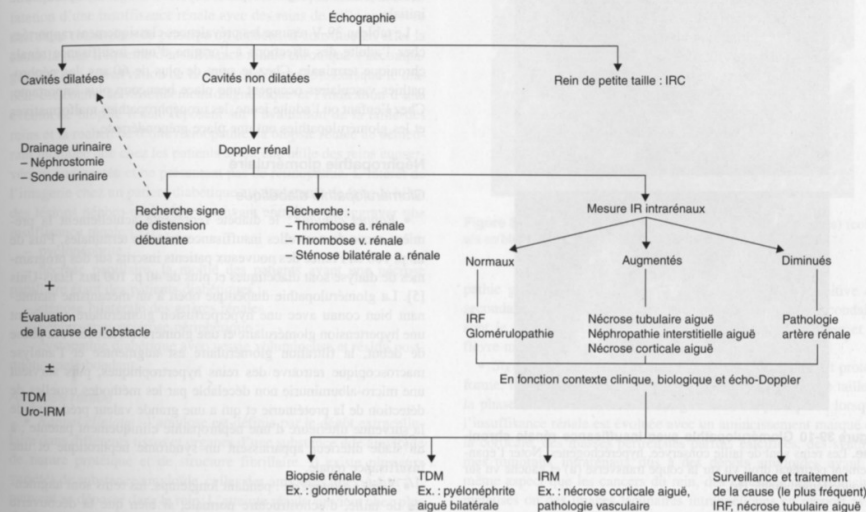 Échographie
Cavités dilatées
Cavités non dilatées
Rein de petite taille : IRC
Drainage urinaire
– Néphrostomie
– Sonde urinaire
Doppler rénal
Recherche signe
de distension
débutante
Recherche :
– Thrombose a. rénale
– Thrombose v. rénale
– Sténose bilatérale a. rénale
Mesure IR intrarénaux
Normaux
Augmentés
Diminués
+
IRF
Glomérulopathie
Nécrose tubulaire aiguë
Néphropathie interstitielle aiguë
Nécrose corticale aiguë
Pathologie
artère rénale
Évaluation
de la cause de l'obstacle
±
TDM
Uro-IRM
En fonction contexte clinique, biologique et écho-Doppler
Biopsie rénale
Ex. : glomérulopathie
TDM
Ex. : pyélonéphrite
aiguë bilatérale
IRM
Ex. : nécrose corticale aiguë,
pathologie vasculaire
Surveillance et traitement
de la cause (le plus fréquent)
IRF, nécrose tubulaire aiguë